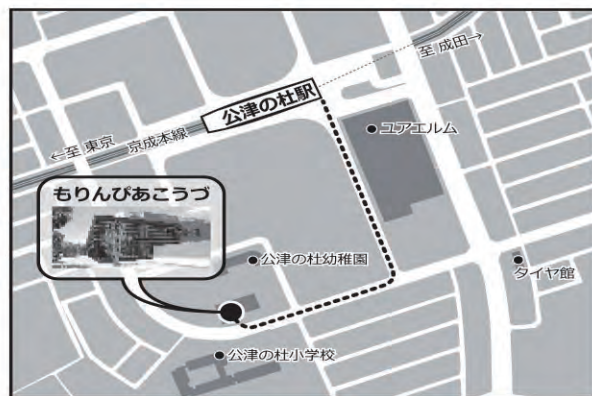 至 成田→
公津の杜駅
ユアエルム
←至 東京
京成本線
もりんぴあこうづ
公津の杜幼稚園
タイヤ館
公津の杜小学校